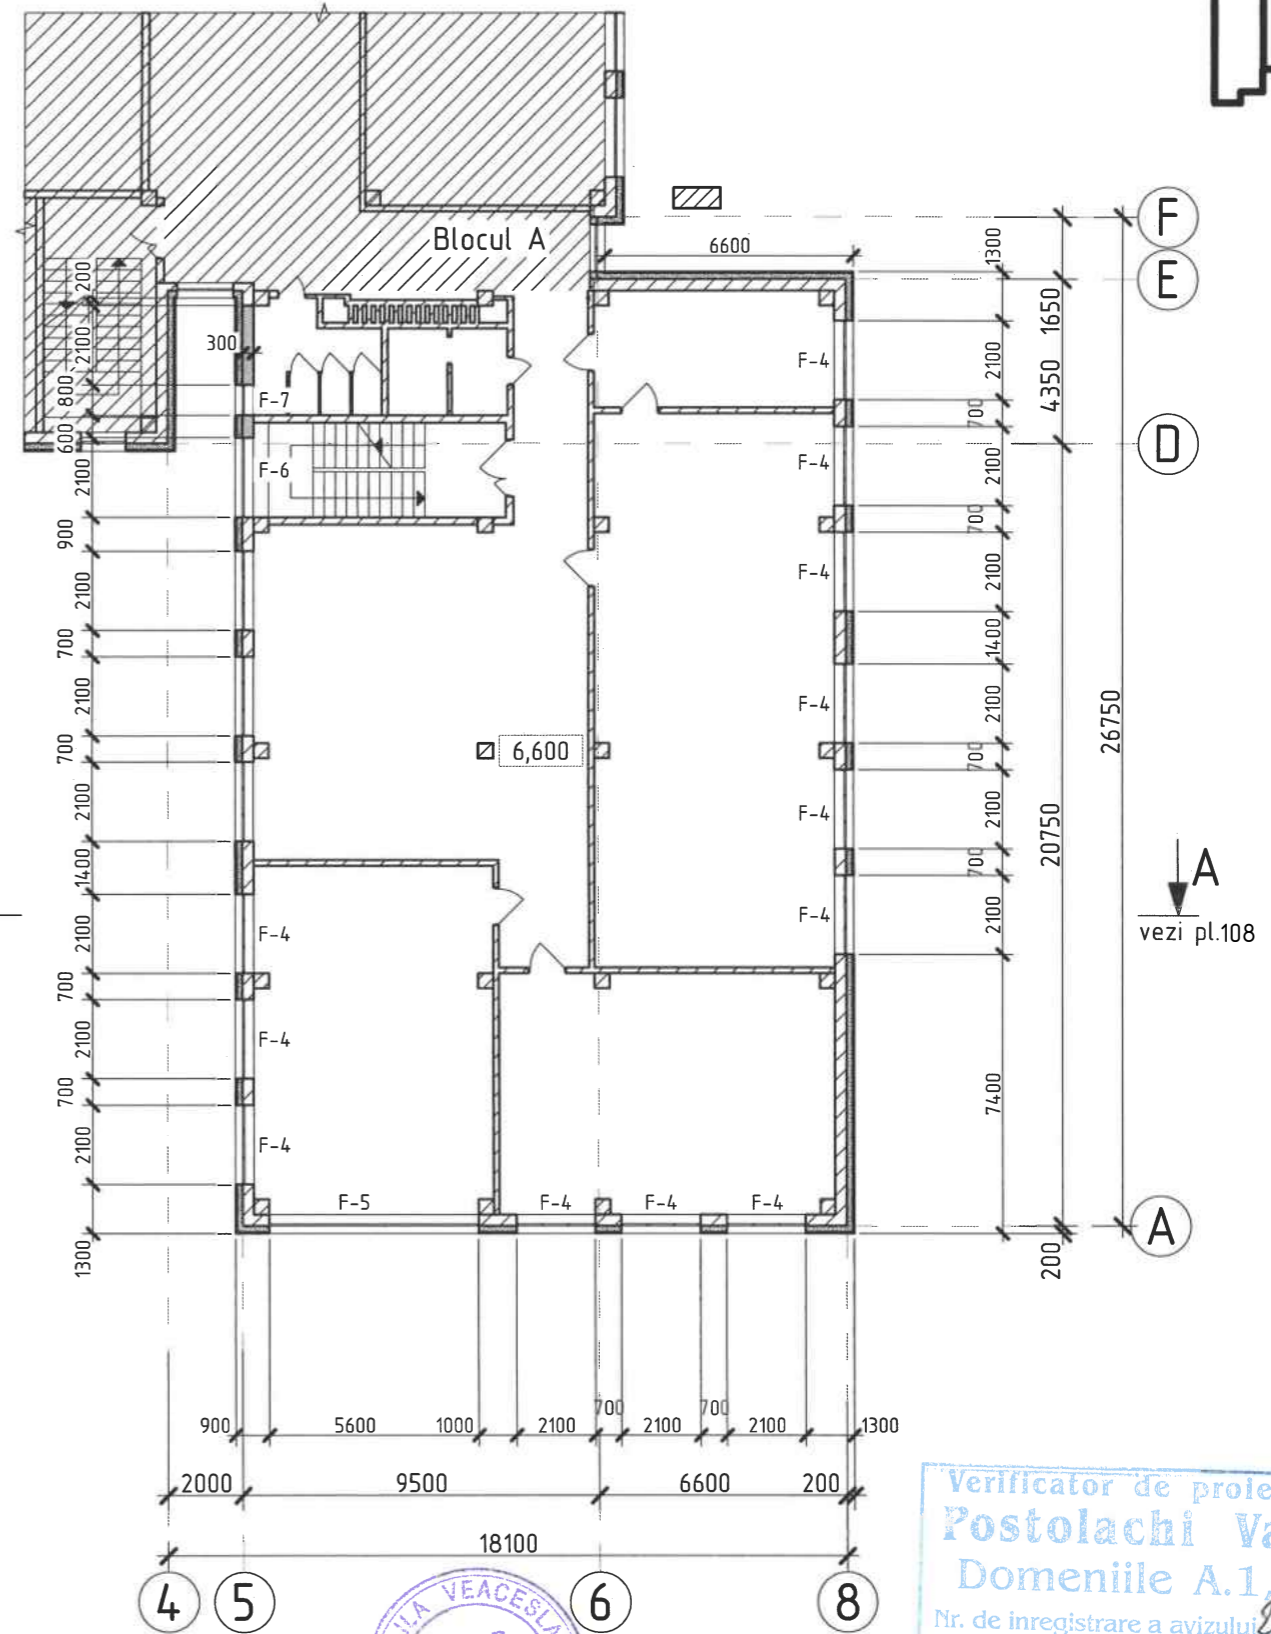 Blocul A
F
6600
1300
E
200
1650
2100
300
F-4
2100
4350
800
F-7
700
600
D
F-6
F-4
2100
2100
700
900
F-4
2100
2100
1400
700
2100
F-4
2100
26750
700
6,600
700
2100
F-4
2100
20750
1400
700
A
2100
F-4
F-4
2100
vezi pl.108
700
2100
F-4
700
7400
2100
F-4
F-5
F-4
F-4
F-4
A
1300
200
900
5600
1000
2100
700
2100
700
2100
1300
2000
9500
6600
200
18100
4
5
6
8
VEACESLA
Verificator de proie
Postolachi Va
Domeniile A.1,
Nr. de inregistrare a avizului